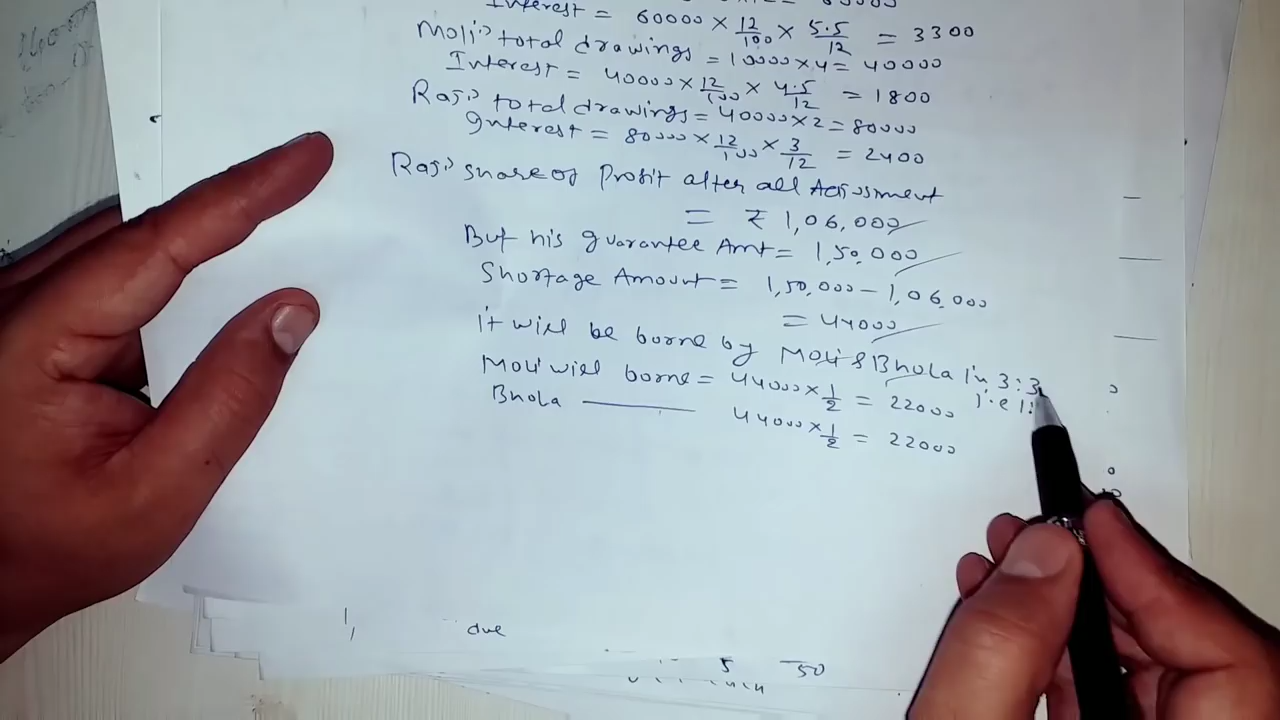 Interest = 60000 × 12/100 × 5.5/12 = 3300
Moli's total drawings = 10000 × 4 = 40000
Interest = 40000 × 12/100 × 4.5/12 = 1800
Raj's total drawings = 40000 × 2 = 80000
Interest = 80000 × 12/100 × 3/12 = 2400
Raj's share of Profit after all
= ₹ 1,06,000
But his guarantee Amt = 1,50,000
Shortage Amount = 1,50,000 – 1,06,000
= 44000
it will be borne by Moli & Bhola in 3:3
i.e 1:
Moli will borne = 44000 × 1/2 = 22000
Bhola —— 44000 × 1/2 = 22000
due
5 50